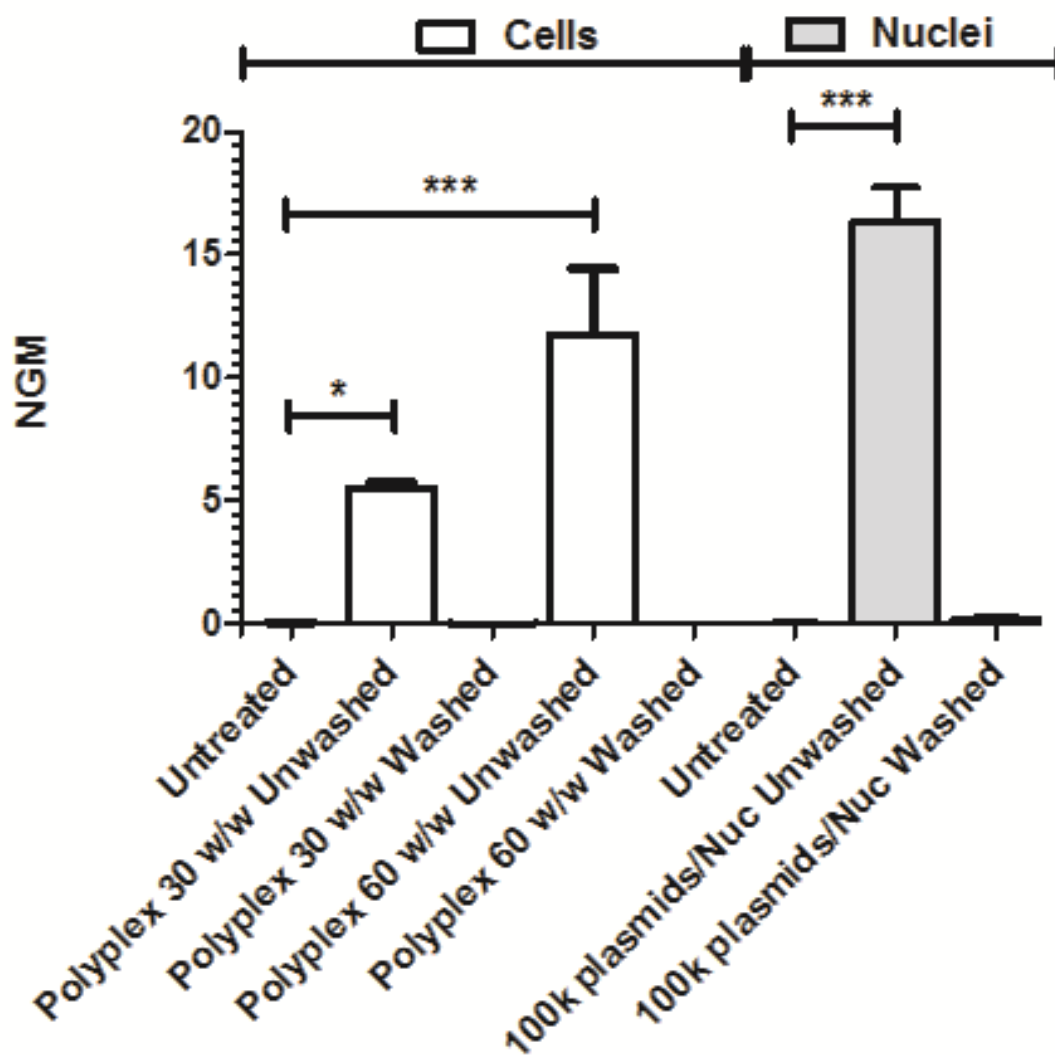 Cells
Nuclei
***
***
*
NGM
20
15
10
5
0
Untreated
Polyplex 30 w/w Unwashed
Polyplex 30 w/w Washed
Polyplex 60 w/w Unwashed
Polyplex 60 w/w Washed
Untreated
100k plasmids/Nuc Unwashed
100k plasmids/Nuc Washed